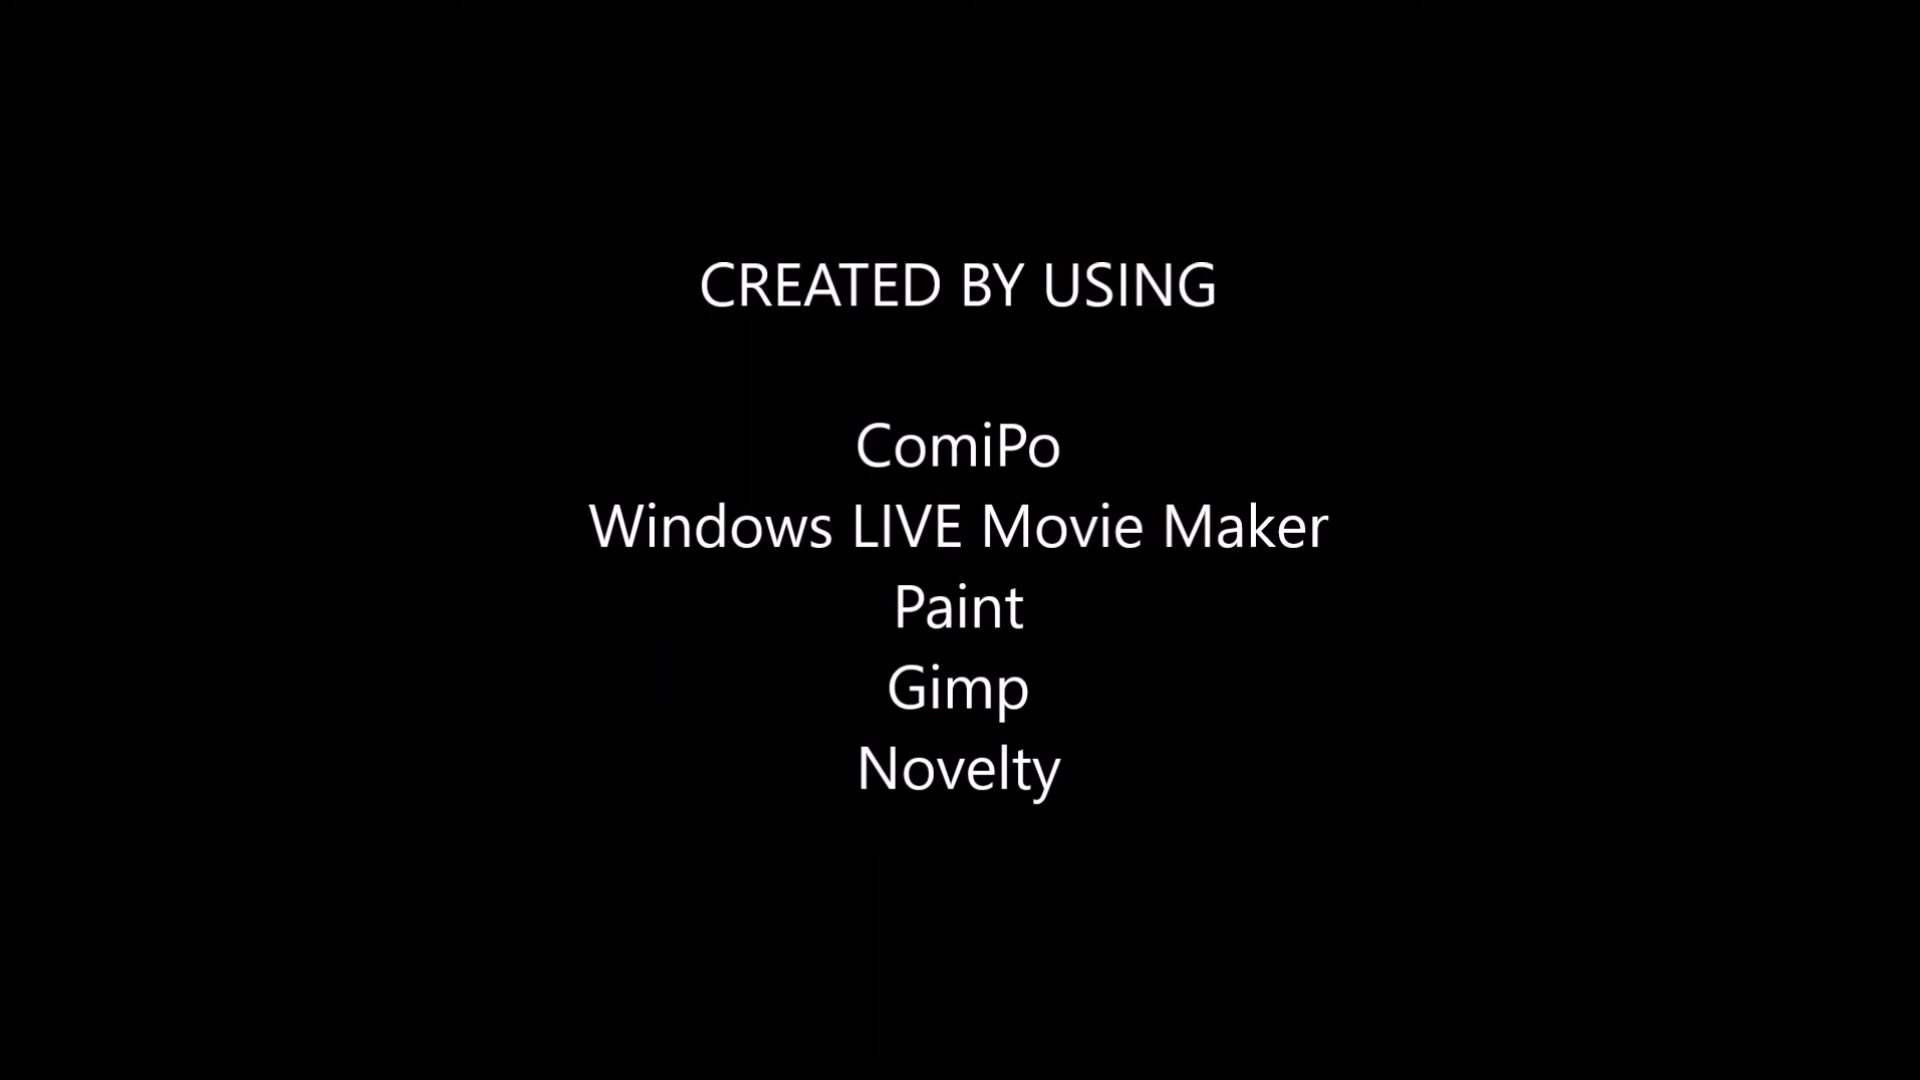 CREATED BY USING
ComiPo
Windows LIVE Movie Maker
Paint
Gimp
Novelty